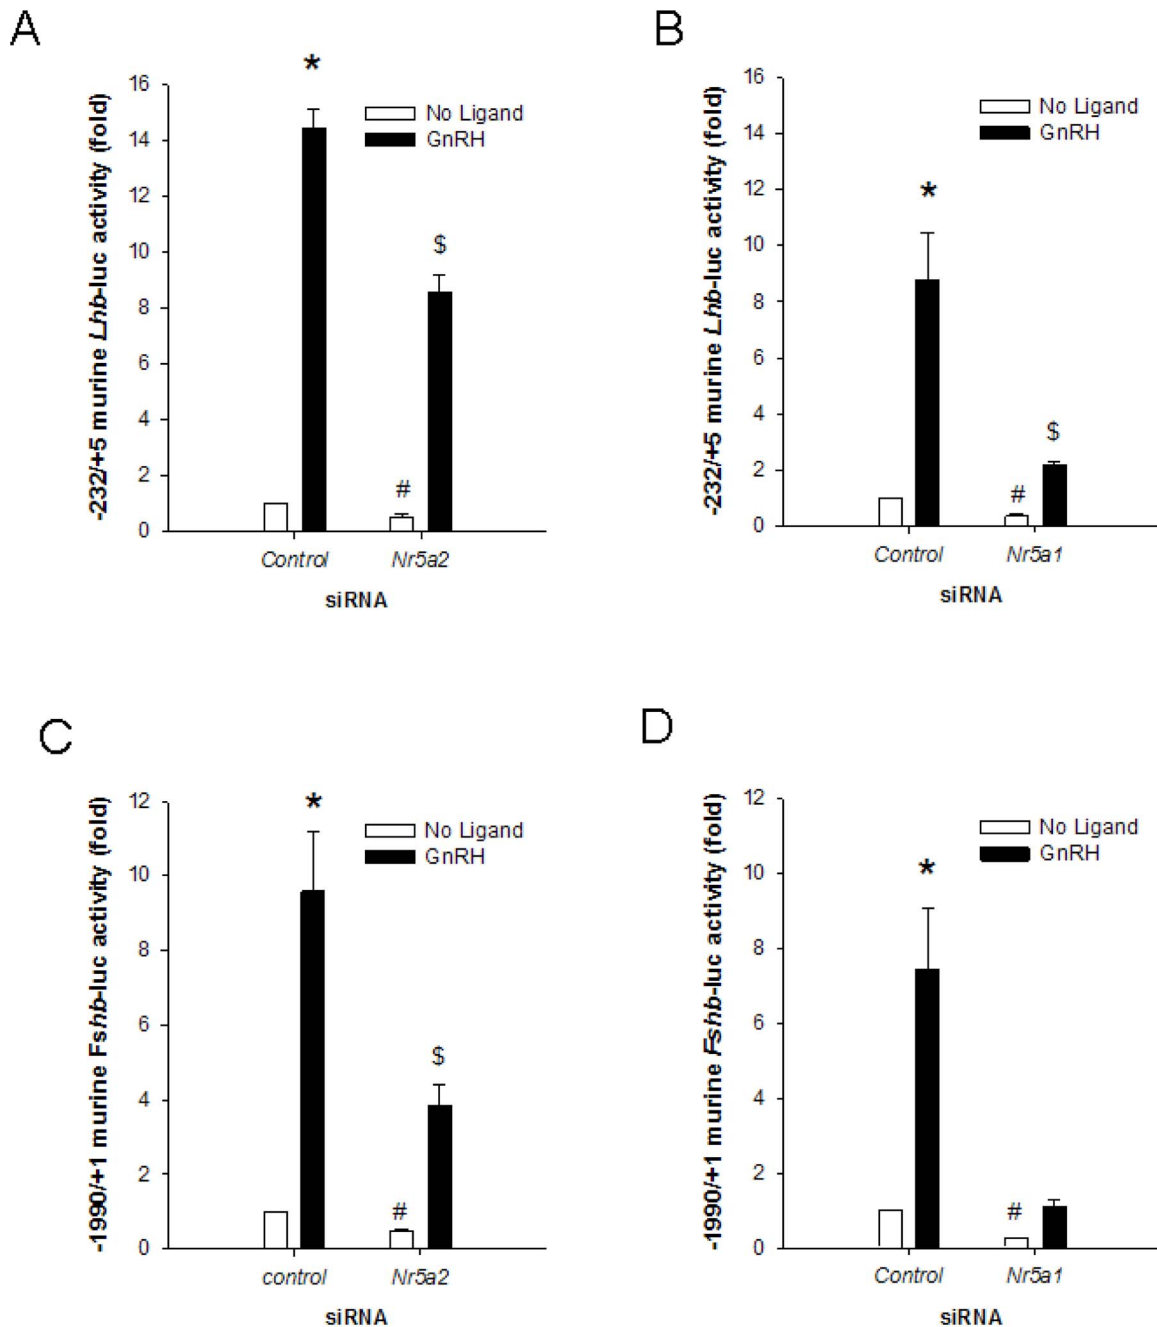 A
-232/+5 murine Lhb-luc activity (fold)
16
14
12
10
8
6
4
2
0
*
$
#
No Ligand
GnRH
Control
Nr5a2
siRNA
B
-232/+5 murine Lhb-luc activity (fold)
16
14
12
10
8
6
4
2
0
*
$
#
No Ligand
GnRH
Control
Nr5a1
siRNA
C
-1990/+1 murine Fshb-luc activity (fold)
12
10
8
6
4
2
0
*
$
#
No Ligand
GnRH
control
Nr5a2
siRNA
D
-1990/+1 murine Fshb-luc activity (fold)
12
10
8
6
4
2
0
*
#
No Ligand
GnRH
Control
Nr5a1
siRNA